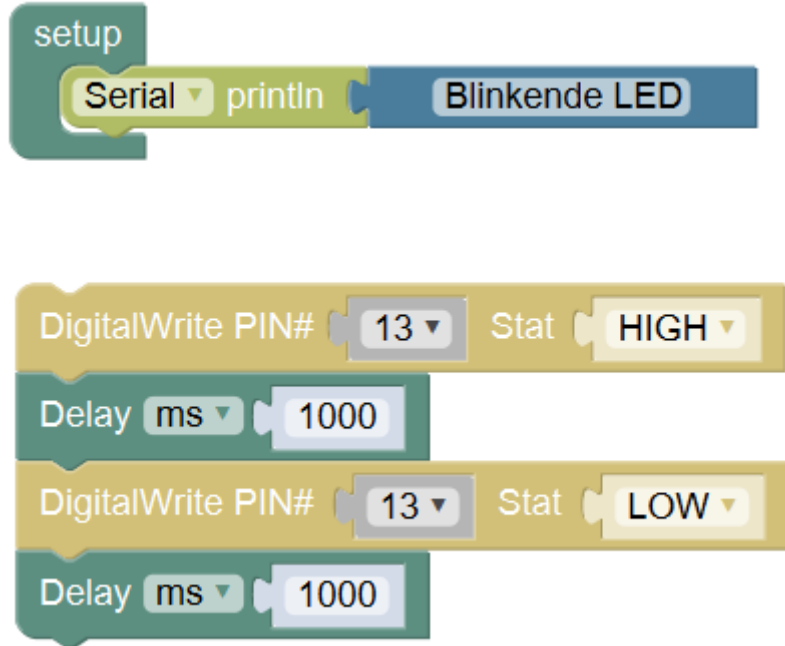 setup
Serial println Blinkende LED
DigitalWrite PIN# 13 Stat HIGH
Delay ms 1000
DigitalWrite PIN# 13 Stat LOW
Delay ms 1000